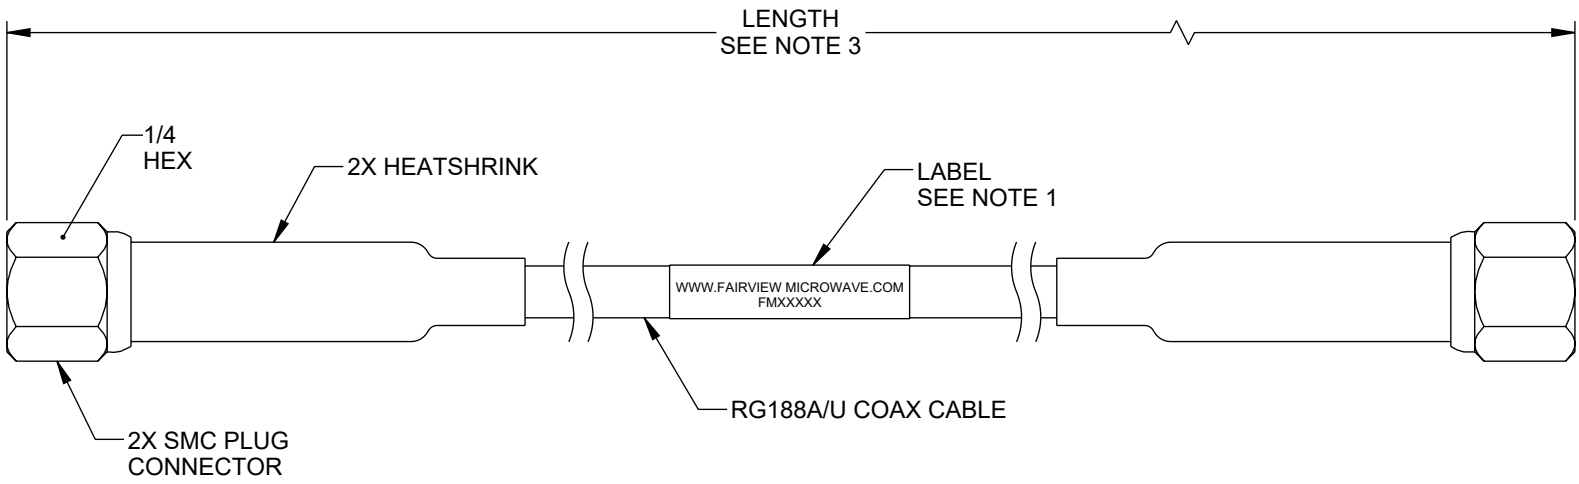 LENGTH
SEE NOTE 3
1/4
HEX
2X HEATSHRINK
LABEL
SEE NOTE 1
WWW.FAIRVIEW MICROWAVE.COM
FMXXXXX
RG188A/U COAX CABLE
2X SMC PLUG
CONNECTOR